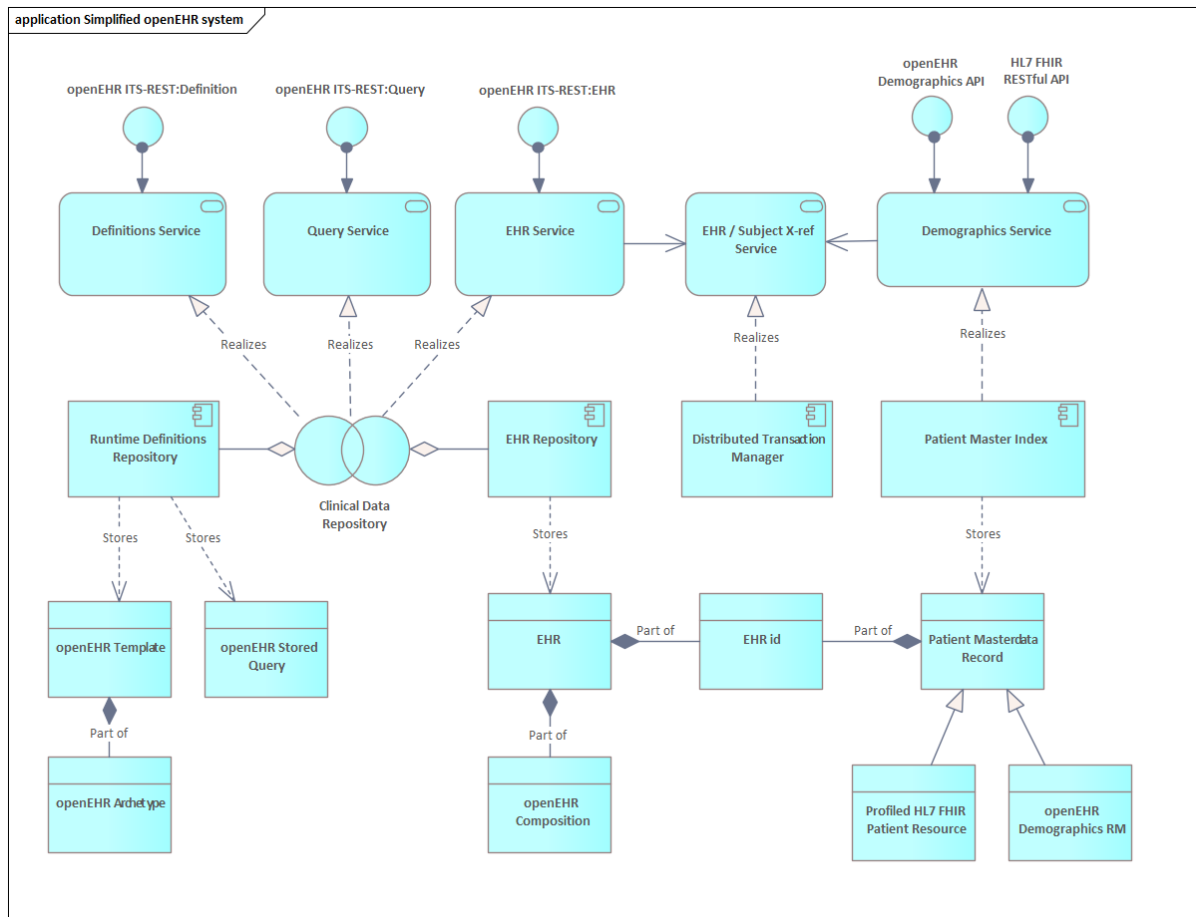 application Simplified openEHR system
openEHR ITS-REST:Definition
openEHR ITS-REST:Query
openEHR ITS-REST:EHR
openEHR
Demographics API
HL7 FHIR
RESTful API
Definitions Service
Query Service
EHR Service
EHR / Subject X-ref
Service
Demographics Service
Realizes
Realizes
Realizes
Realizes
Realizes
Runtime Definitions
Repository
Clinical Data
Repository
EHR Repository
Distributed Transaction
Manager
Patient Master Index
Stores
Stores
Stores
Stores
openEHR Template
openEHR Stored
Query
EHR
Part of
EHR id
Part of
Patient Masterdata
Record
Part of
Part of
openEHR Archetype
openEHR
Composition
Profiled HL7 FHIR
Patient Resource
openEHR
Demographics RM